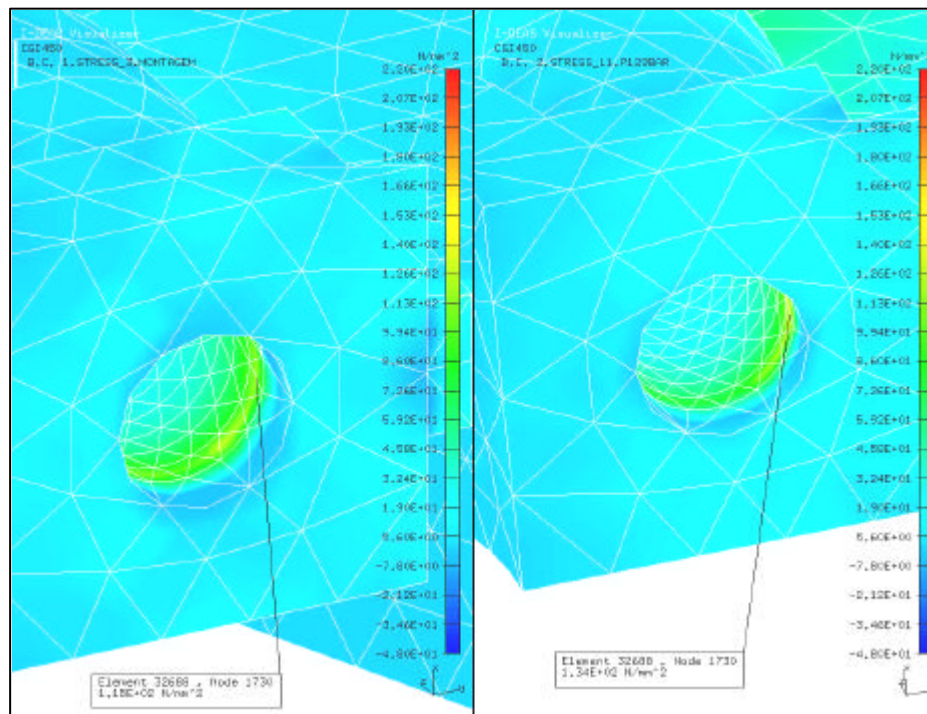 I-DEAS Visualizer
CGI450
B.C. 1,STRESS_3,MONTAGEM
N/mm^2
2.20E+02
2.07E+02
1.93E+02
1.80E+02
1.66E+02
1.53E+02
1.40E+02
1.26E+02
1.13E+02
9.94E+01
8.60E+01
7.26E+01
5.92E+01
4.58E+01
3.24E+01
1.90E+01
5.60E+00
-7.80E+00
-2.12E+01
-3.46E+01
-4.80E+01
Element 32688 , Node 1730
N/mm^2
I-DEAS Visualizer
CGI450
B.C. 2,STRESS_11,P120BAR
2.20E+02
2.07E+02
1.93E+02
1.80E+02
1.66E+02
1.53E+02
1.40E+02
1.26E+02
1.13E+02
9.94E+01
8.60E+01
7.26E+01
5.92E+01
4.58E+01
3.24E+01
1.90E+01
5.60E+00
-7.80E+00
-2.12E+01
-3.46E+01
-4.80E+01
Element 32688 , Node 1730
1.34E+02 N/mm^2